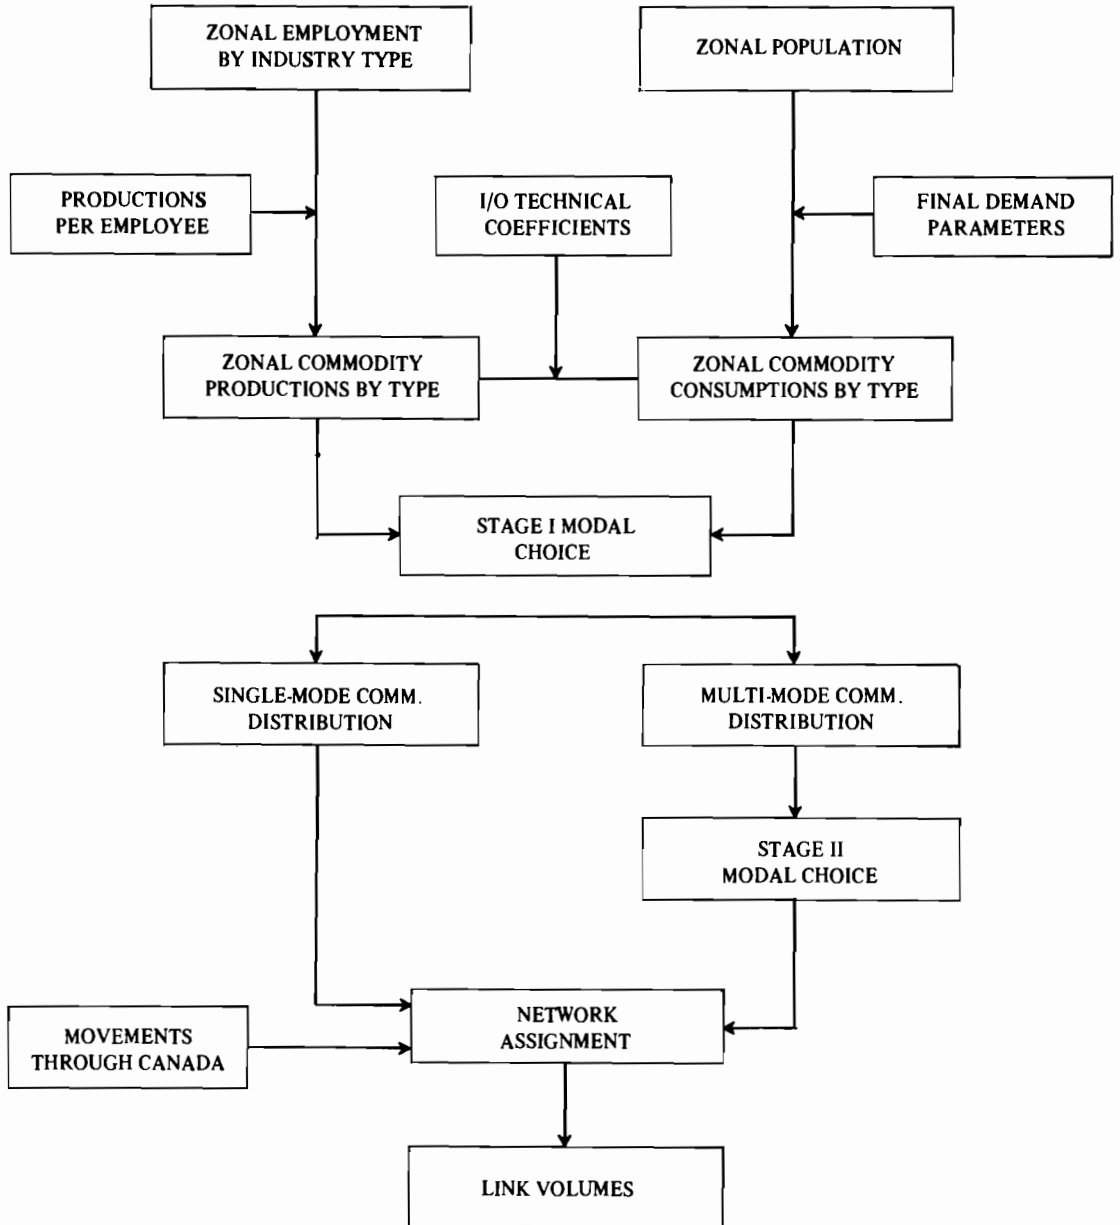 ZONAL EMPLOYMENT
BY INDUSTRY TYPE
ZONAL POPULATION
PRODUCTIONS
PER EMPLOYEE
I/O TECHNICAL
COEFFICIENTS
FINAL DEMAND
PARAMETERS
ZONAL COMMODITY
PRODUCTIONS BY TYPE
ZONAL COMMODITY
CONSUMPTIONS BY TYPE
STAGE I MODAL
CHOICE
SINGLE-MODE COMM.
DISTRIBUTION
MULTI-MODE COMM.
DISTRIBUTION
STAGE II
MODAL CHOICE
NETWORK
ASSIGNMENT
MOVEMENTS
THROUGH CANADA
LINK VOLUMES